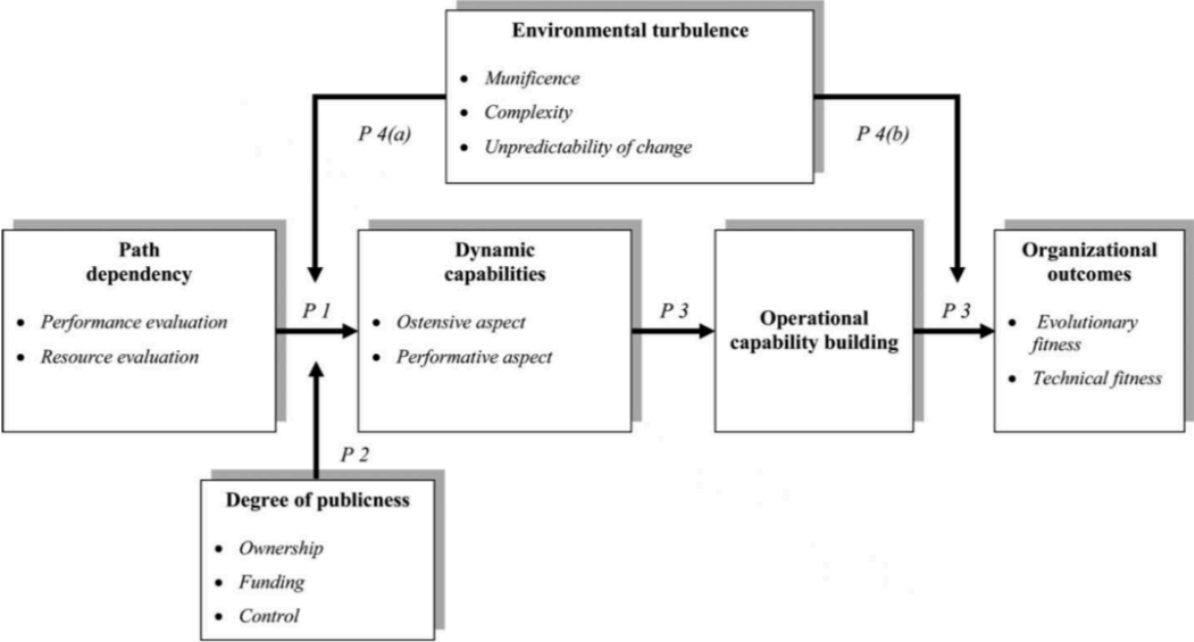 Environmental turbulence
• Munificence
• Complexity
• Unpredictability of change
P 4(a)
P 4(b)
Path
dependency
• Performance evaluation
• Resource evaluation
P 1
Dynamic
capabilities
• Ostensive aspect
• Performative aspect
P 3
Operational
capability building
P 3
Organizational
outcomes
• Evolutionary
fitness
• Technical fitness
P 2
Degree of publicness
• Ownership
• Funding
• Control